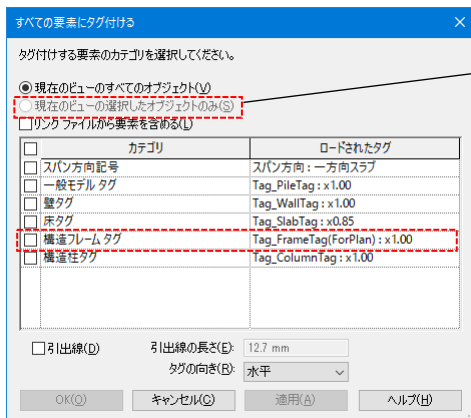 すべての要素にタグ付ける
タグ付けする要素のカテゴリを選択してください。
現在のビューのすべてのオブジェクト(V)
現在のビューの選択したオブジェクトのみ(S)
リンク ファイルから要素を含める(L)
カテゴリ ロードされたタグ
スパン方向記号 スパン方向 : 一方向スラブ
一般モデル タグ Tag_PileTag : x1.00
壁タグ Tag_WallTag : x1.00
床タグ Tag_SlabTag : x0.85
構造フレーム タグ Tag_FrameTag(ForPlan) : x1.00
構造柱タグ Tag_ColumnTag : x1.00
引出線(D) 引出線の長さ(E): 12.7 mm
タグの向き(R): 水平
OK(O) キャンセル(C) 適用(A) ヘルプ(H)